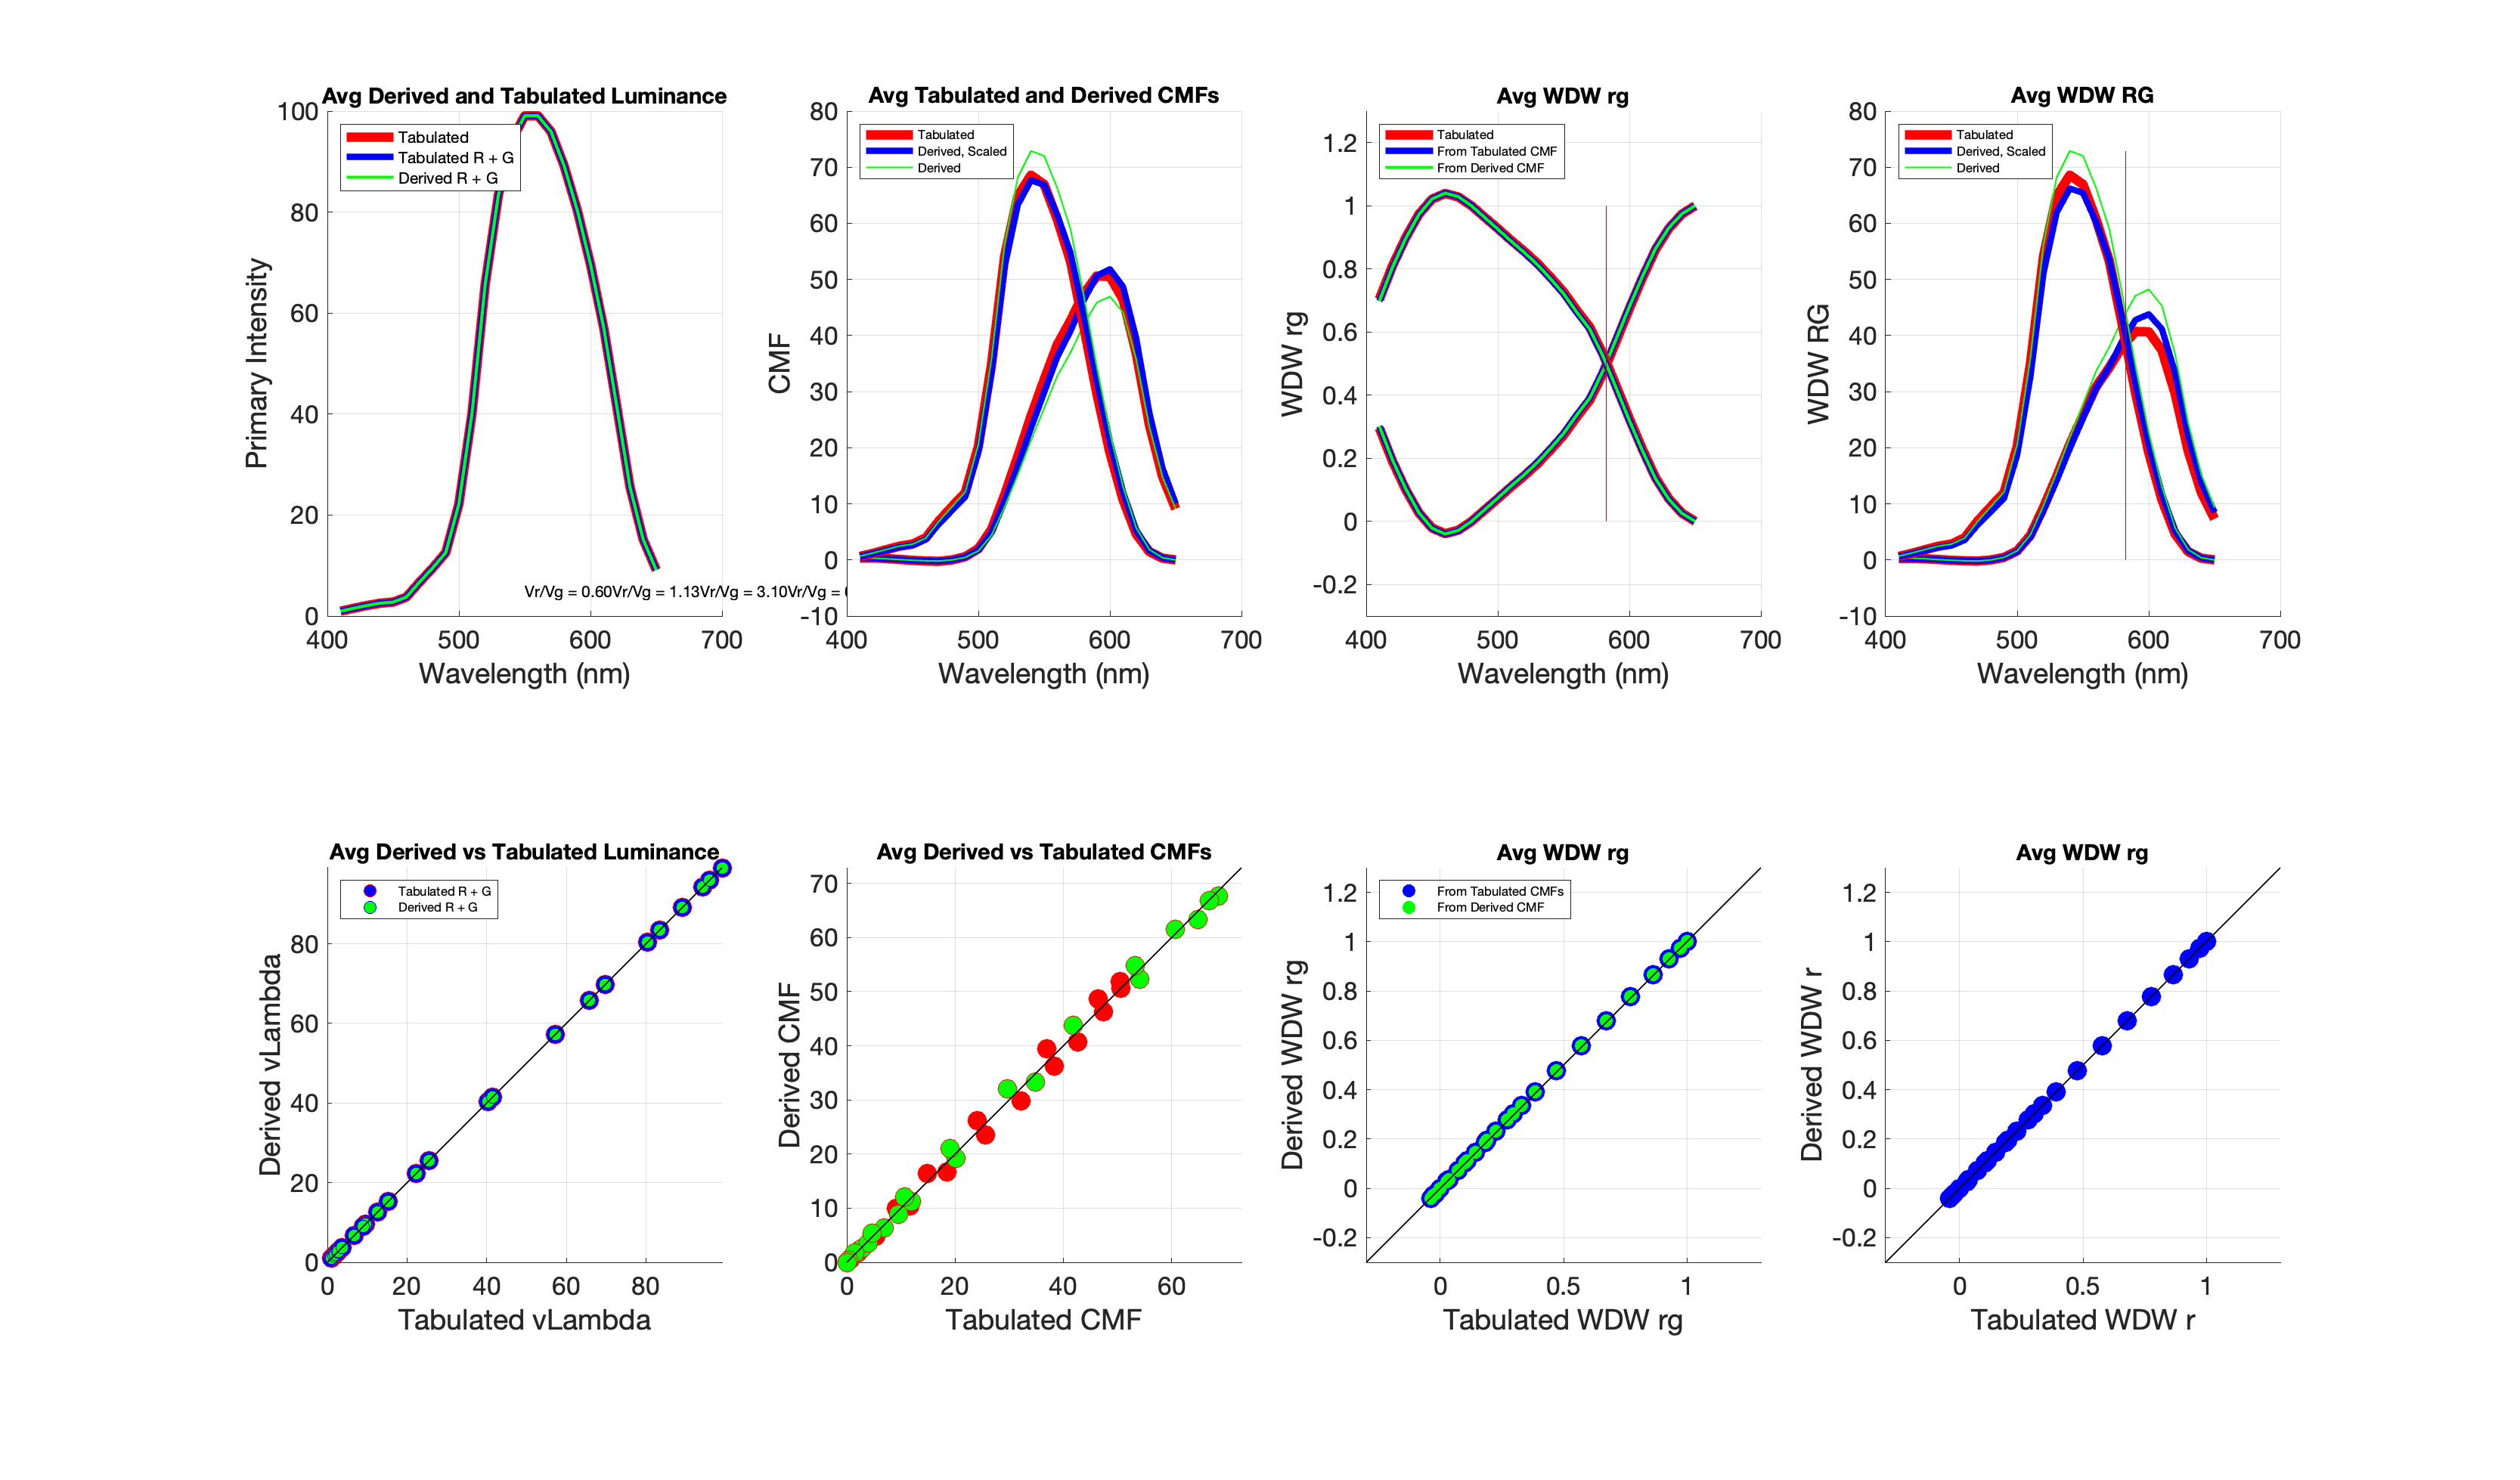 Avg Derived and Tabulated Luminance
100
80
60
40
20
0
400
500
600
700
Primary Intensity
Wavelength (nm)
Tabulated
Tabulated R + G
Derived R + G
Vr/Vg = 0.60Vr/Vg = 1.13Vr/Vg = 3.10Vr/Vg =
Avg Tabulated and Derived CMFs
80
70
60
50
40
30
20
10
0
-10
400
500
600
700
CMF
Wavelength (nm)
Tabulated
Derived, Scaled
Derived
Avg WDW rg
1.2
1
0.8
0.6
0.4
0.2
0
-0.2
400
500
600
700
WDW rg
Wavelength (nm)
Tabulated
From Tabulated CMF
From Derived CMF
Avg WDW RG
80
70
60
50
40
30
20
10
0
-10
400
500
600
700
WDW RG
Wavelength (nm)
Tabulated
Derived, Scaled
Derived
Avg Derived vs Tabulated Luminance
80
60
40
20
0
0
20
40
60
80
Derived vLambda
Tabulated vLambda
Tabulated R + G
Derived R + G
Avg Derived vs Tabulated CMFs
70
60
50
40
30
20
10
0
0
20
40
60
Derived CMF
Tabulated CMF
Avg WDW rg
1.2
1
0.8
0.6
0.4
0.2
0
-0.2
0
0.5
1
Derived WDW rg
Tabulated WDW rg
From Tabulated CMFs
From Derived CMF
Avg WDW rg
1.2
1
0.8
0.6
0.4
0.2
0
-0.2
0
0.5
1
Derived WDW r
Tabulated WDW r